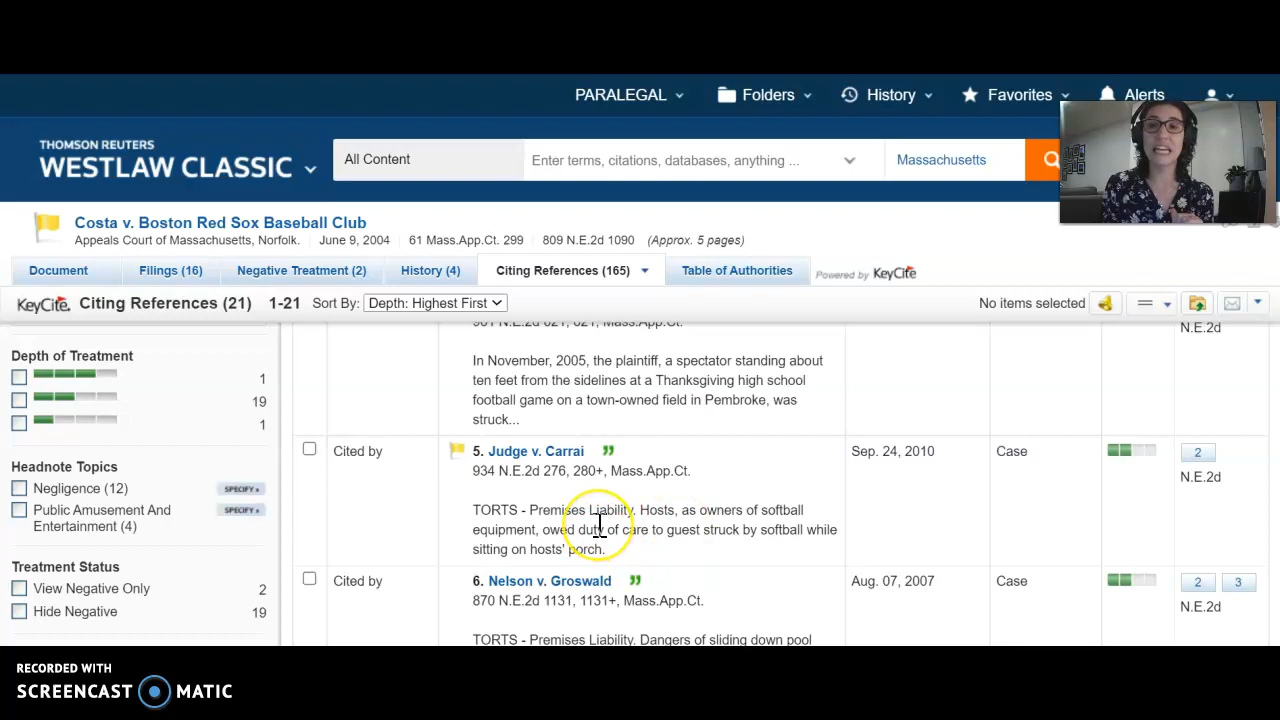 PARALEGAL Folders History Favorites Alerts
THOMSON REUTERS
WESTLAW CLASSIC
All Content Enter terms, citations, databases, anything ... Massachusetts
Costa v. Boston Red Sox Baseball Club
Appeals Court of Massachusetts, Norfolk. June 9, 2004 61 Mass.App.Ct. 299 809 N.E.2d 1090 (Approx. 5 pages)
Document Filings (16) Negative Treatment (2) History (4) Citing References (165) Table of Authorities Powered by KeyCite
KeyCite. Citing References (21) 1-21 Sort By: Depth: Highest First No items selected
Depth of Treatment
1
19
1
Headnote Topics
Negligence (12) SPECIFY »
Public Amusement And SPECIFY »
Entertainment (4)
Treatment Status
View Negative Only 2
Hide Negative 19
N.E.2d
In November, 2005, the plaintiff, a spectator standing about
ten feet from the sidelines at a Thanksgiving high school
football game on a town-owned field in Pembroke, was
struck...
Cited by 5. Judge v. Carrai Sep. 24, 2010 Case 2
934 N.E.2d 276, 280+, Mass.App.Ct. N.E.2d
TORTS - Premises Liability. Hosts, as owners of softball
equipment, owed duty of care to guest struck by softball while
sitting on hosts' porch.
Cited by 6. Nelson v. Groswald Aug. 07, 2007 Case 2 3
870 N.E.2d 1131, 1131+, Mass.App.Ct. N.E.2d
TORTS - Premises Liability. Dangers of sliding down pool
RECORDED WITH
SCREENCAST MATIC